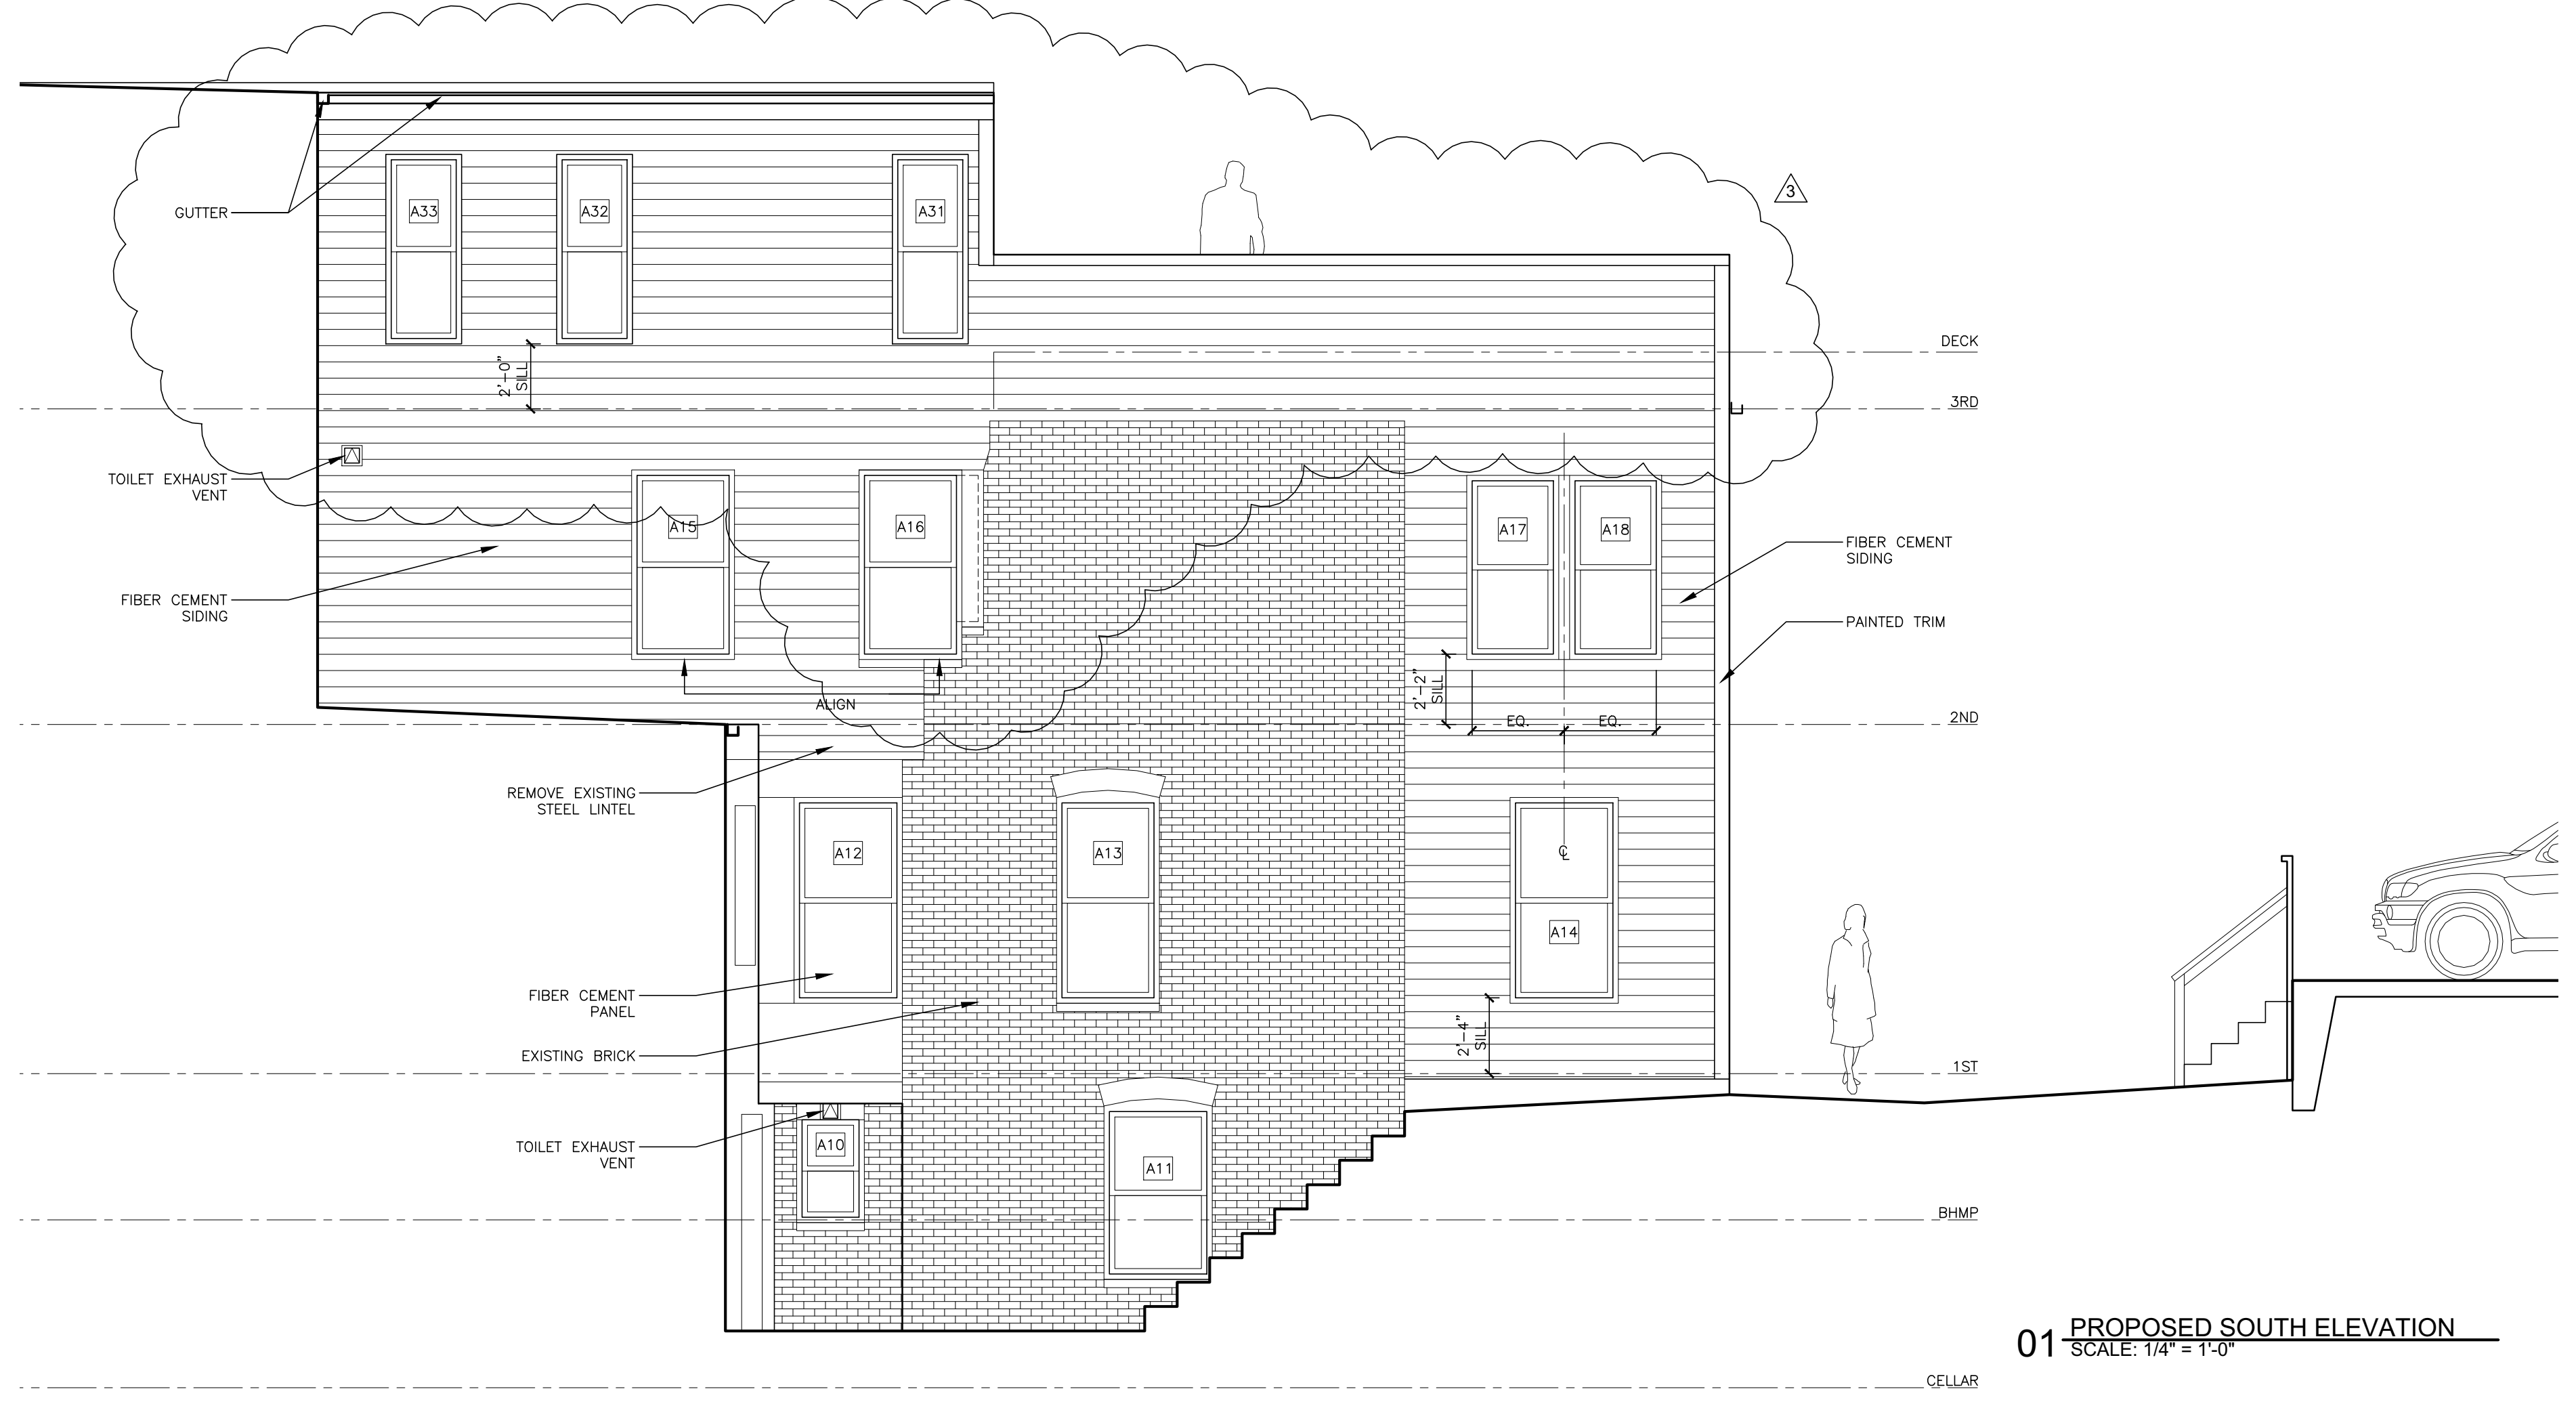 3
GUTTER
A33
A32
A31
DECK
2'-0"
SILL
3RD
TOILET EXHAUST
VENT
A15
A16
A17
A18
FIBER CEMENT
SIDING
FIBER CEMENT
SIDING
PAINTED TRIM
2'-2"
SILL
ALIGN
EQ.
EQ.
2ND
REMOVE EXISTING
STEEL LINTEL
A12
A13
℄
A14
FIBER CEMENT
PANEL
2'-4"
SILL
EXISTING BRICK
1ST
TOILET EXHAUST
VENT
A10
A11
BHMP
01 PROPOSED SOUTH ELEVATION
SCALE: 1/4" = 1'-0"
CELLAR